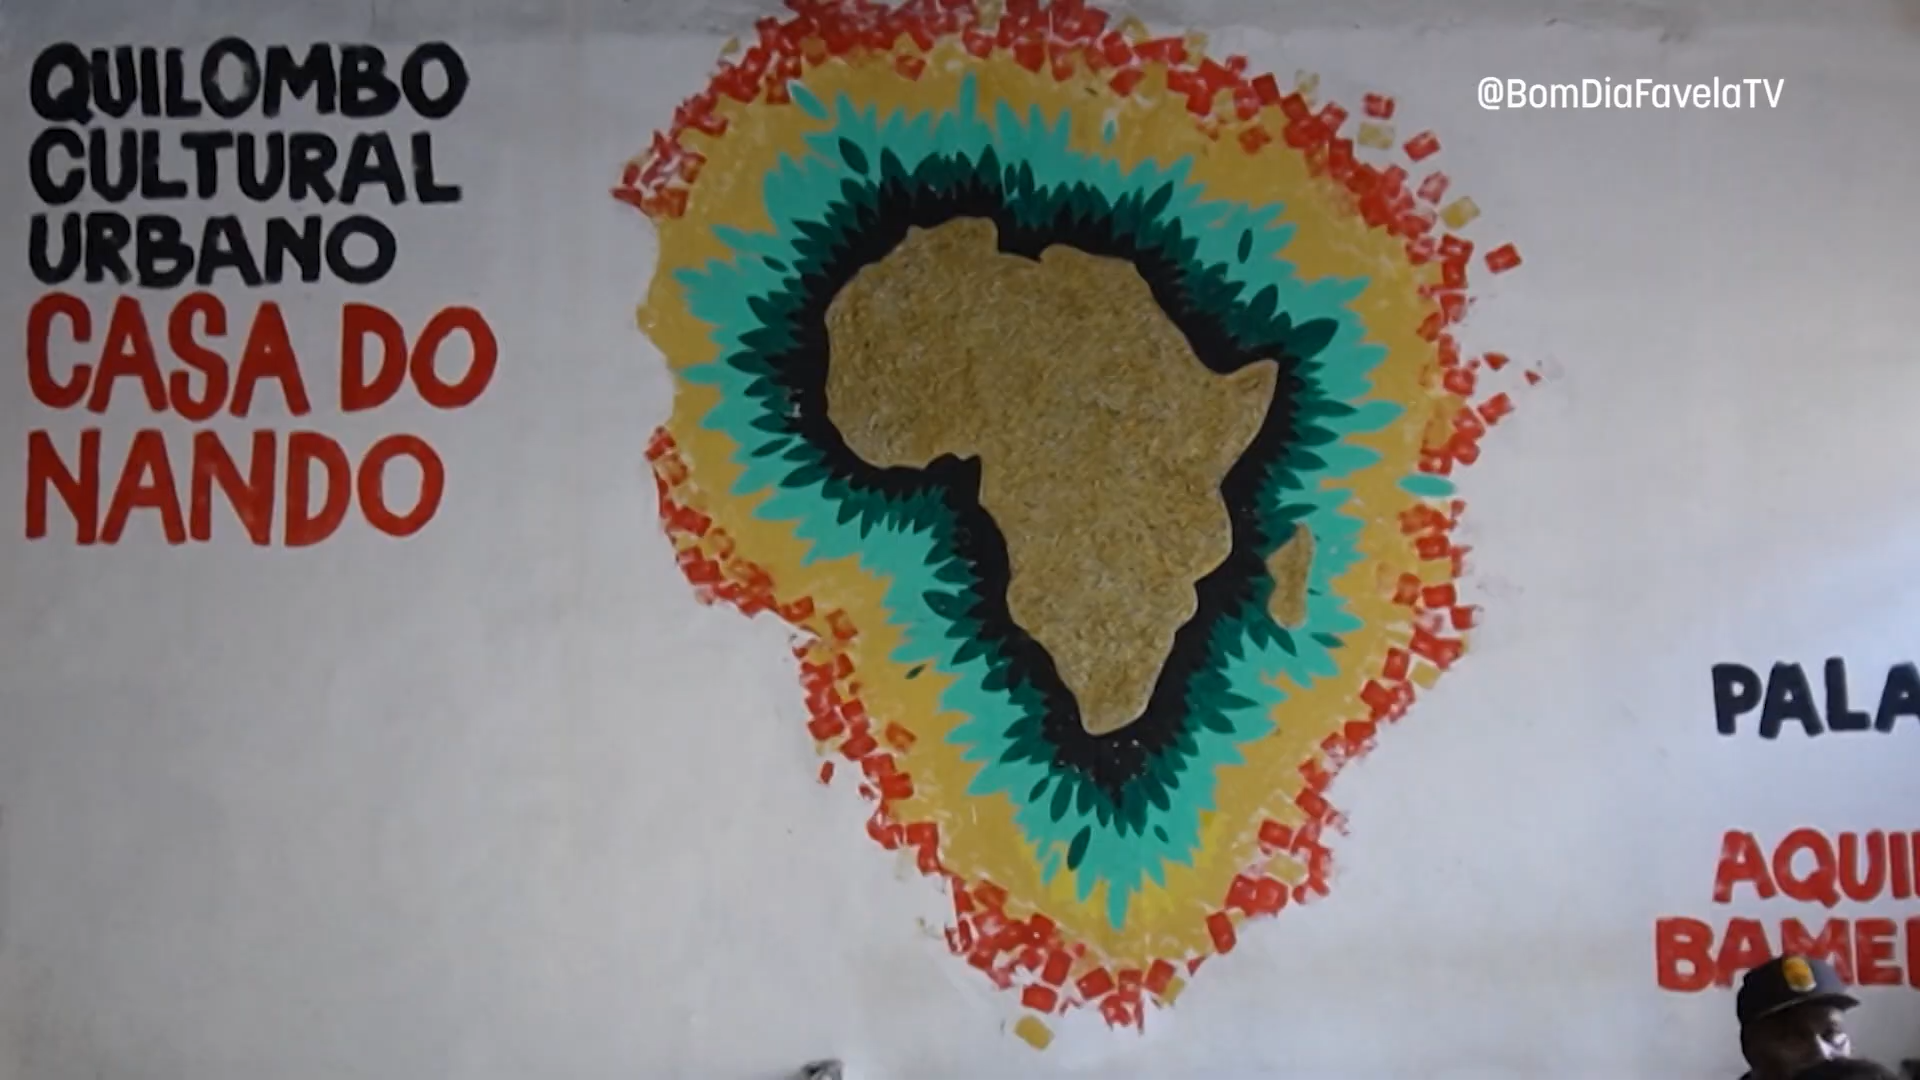 QUILOMBO
CULTURAL
URBANO
CASA DO
NANDO
@BomDiaFavelaTV